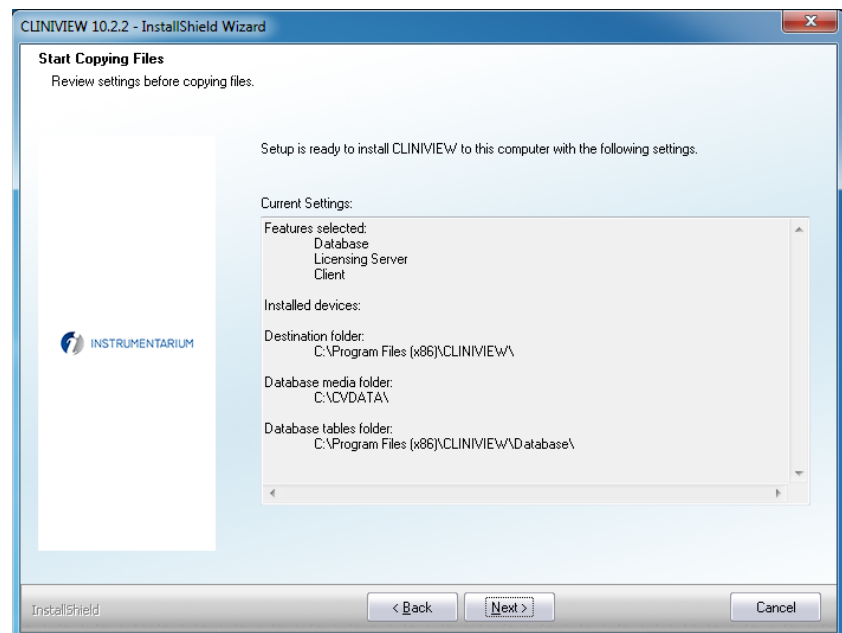 CLINIVIEW 10.2.2 - InstallShield Wizard
Start Copying Files
Review settings before copying files.
Setup is ready to install CLINIVIEW to this computer with the following settings.
Current Settings:
Features selected:
Database
Licensing Server
Client
Installed devices:
Destination folder:
C:\Program Files (x86)\CLINIVIEW\
Database media folder:
C:\CVDATA\
Database tables folder:
C:\Program Files (x86)\CLINIVIEW\Database\
INSTRUMENTARIUM
InstallShield
< Back
Next >
Cancel